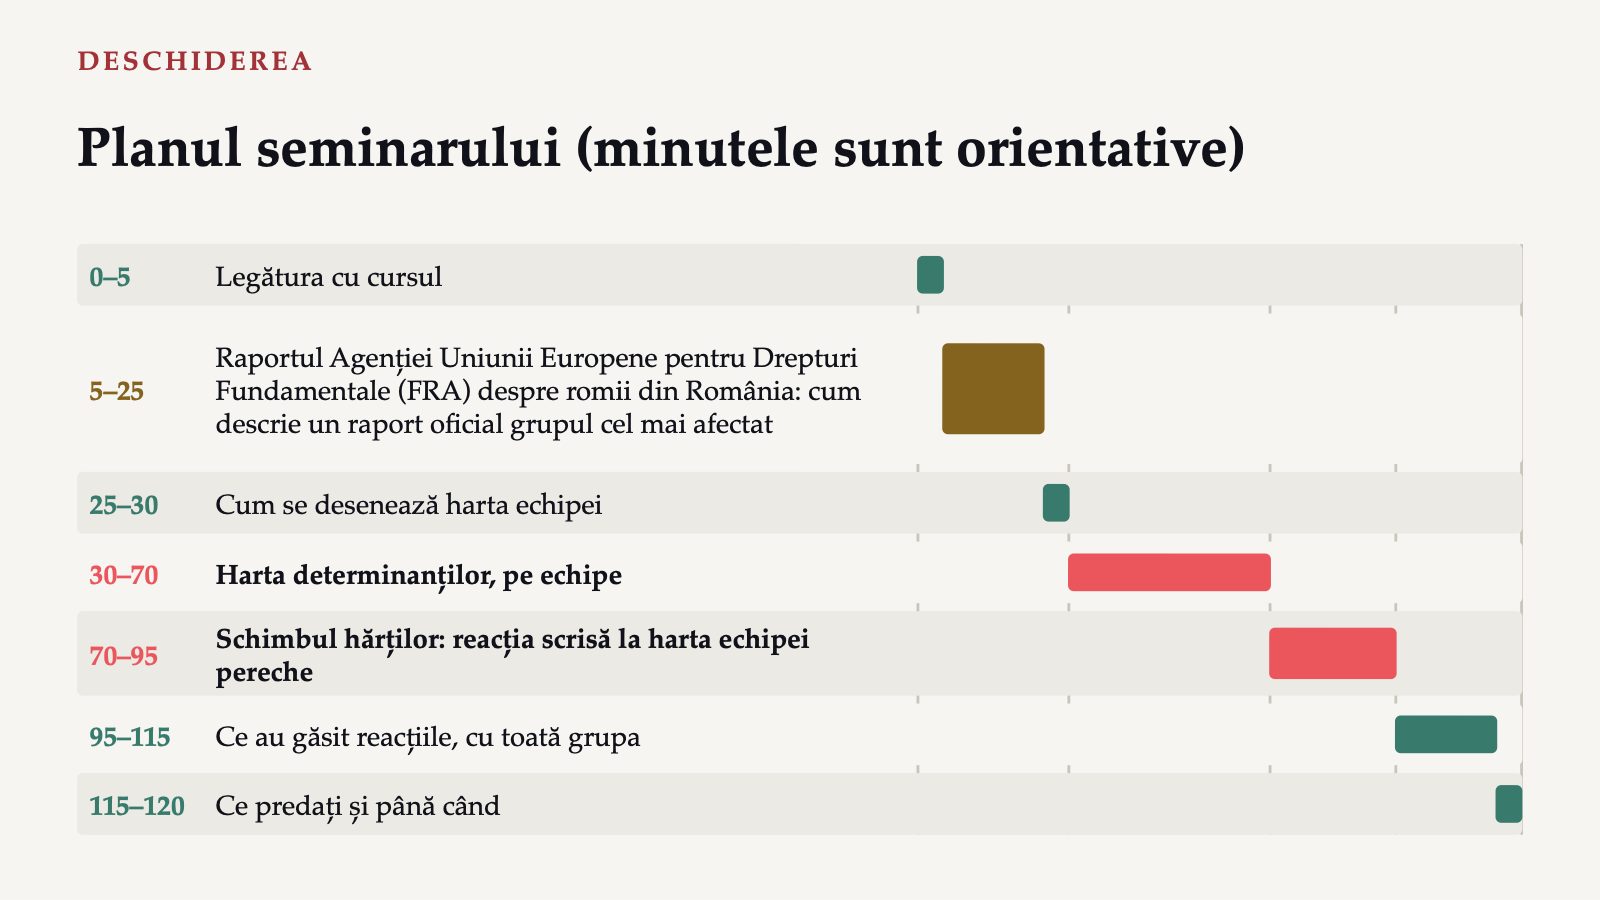 DESCHIDEREA
Planul seminarului (minutele sunt orientative)
0–5 Legătura cu cursul
Raportul Agenției Uniunii Europene pentru Drepturi
5–25 Fundamentale (FRA) despre romii din România: cum
descrie un raport oficial grupul cel mai afectat
25–30 Cum se desenează harta echipei
30–70 Harta determinanților, pe echipe
70–95 Schimbul hărților: reacția scrisă la harta echipei
pereche
95–115 Ce au găsit reacțiile, cu toată grupa
115–120 Ce predați și până când